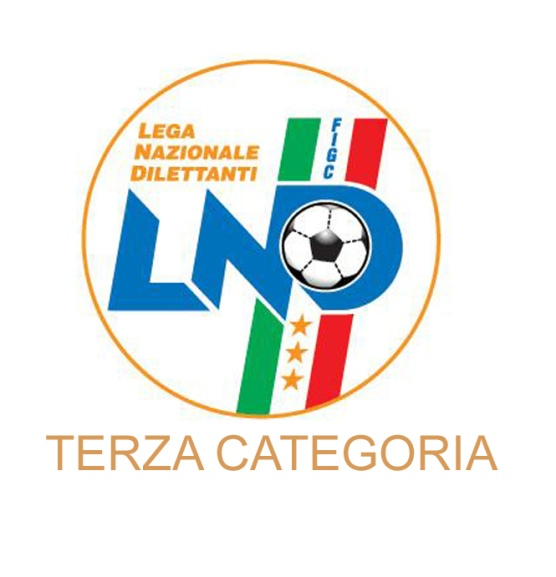 LEGA
NAZIONALE
DILETTANTI
FIGC
LND
TERZA CATEGORIA